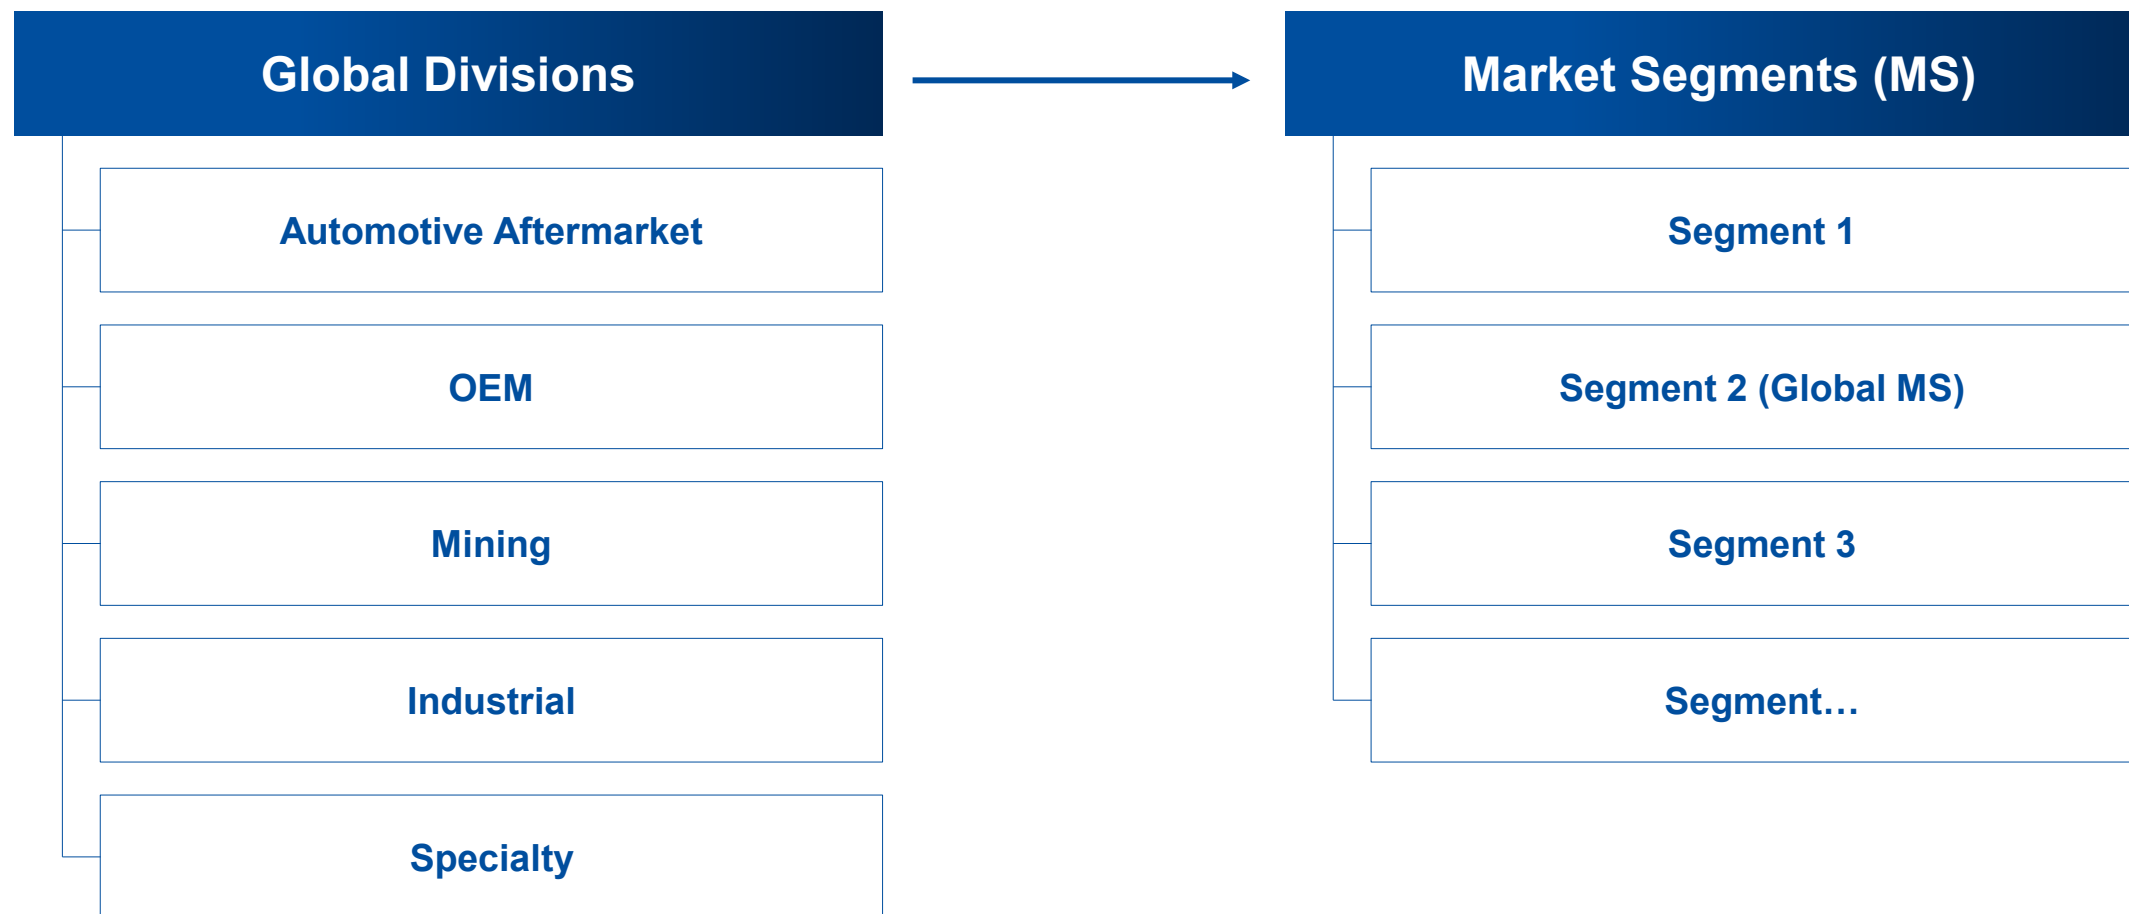 Global Divisions
Automotive Aftermarket
OEM
Mining
Industrial
Specialty
Market Segments (MS)
Segment 1
Segment 2 (Global MS)
Segment 3
Segment…